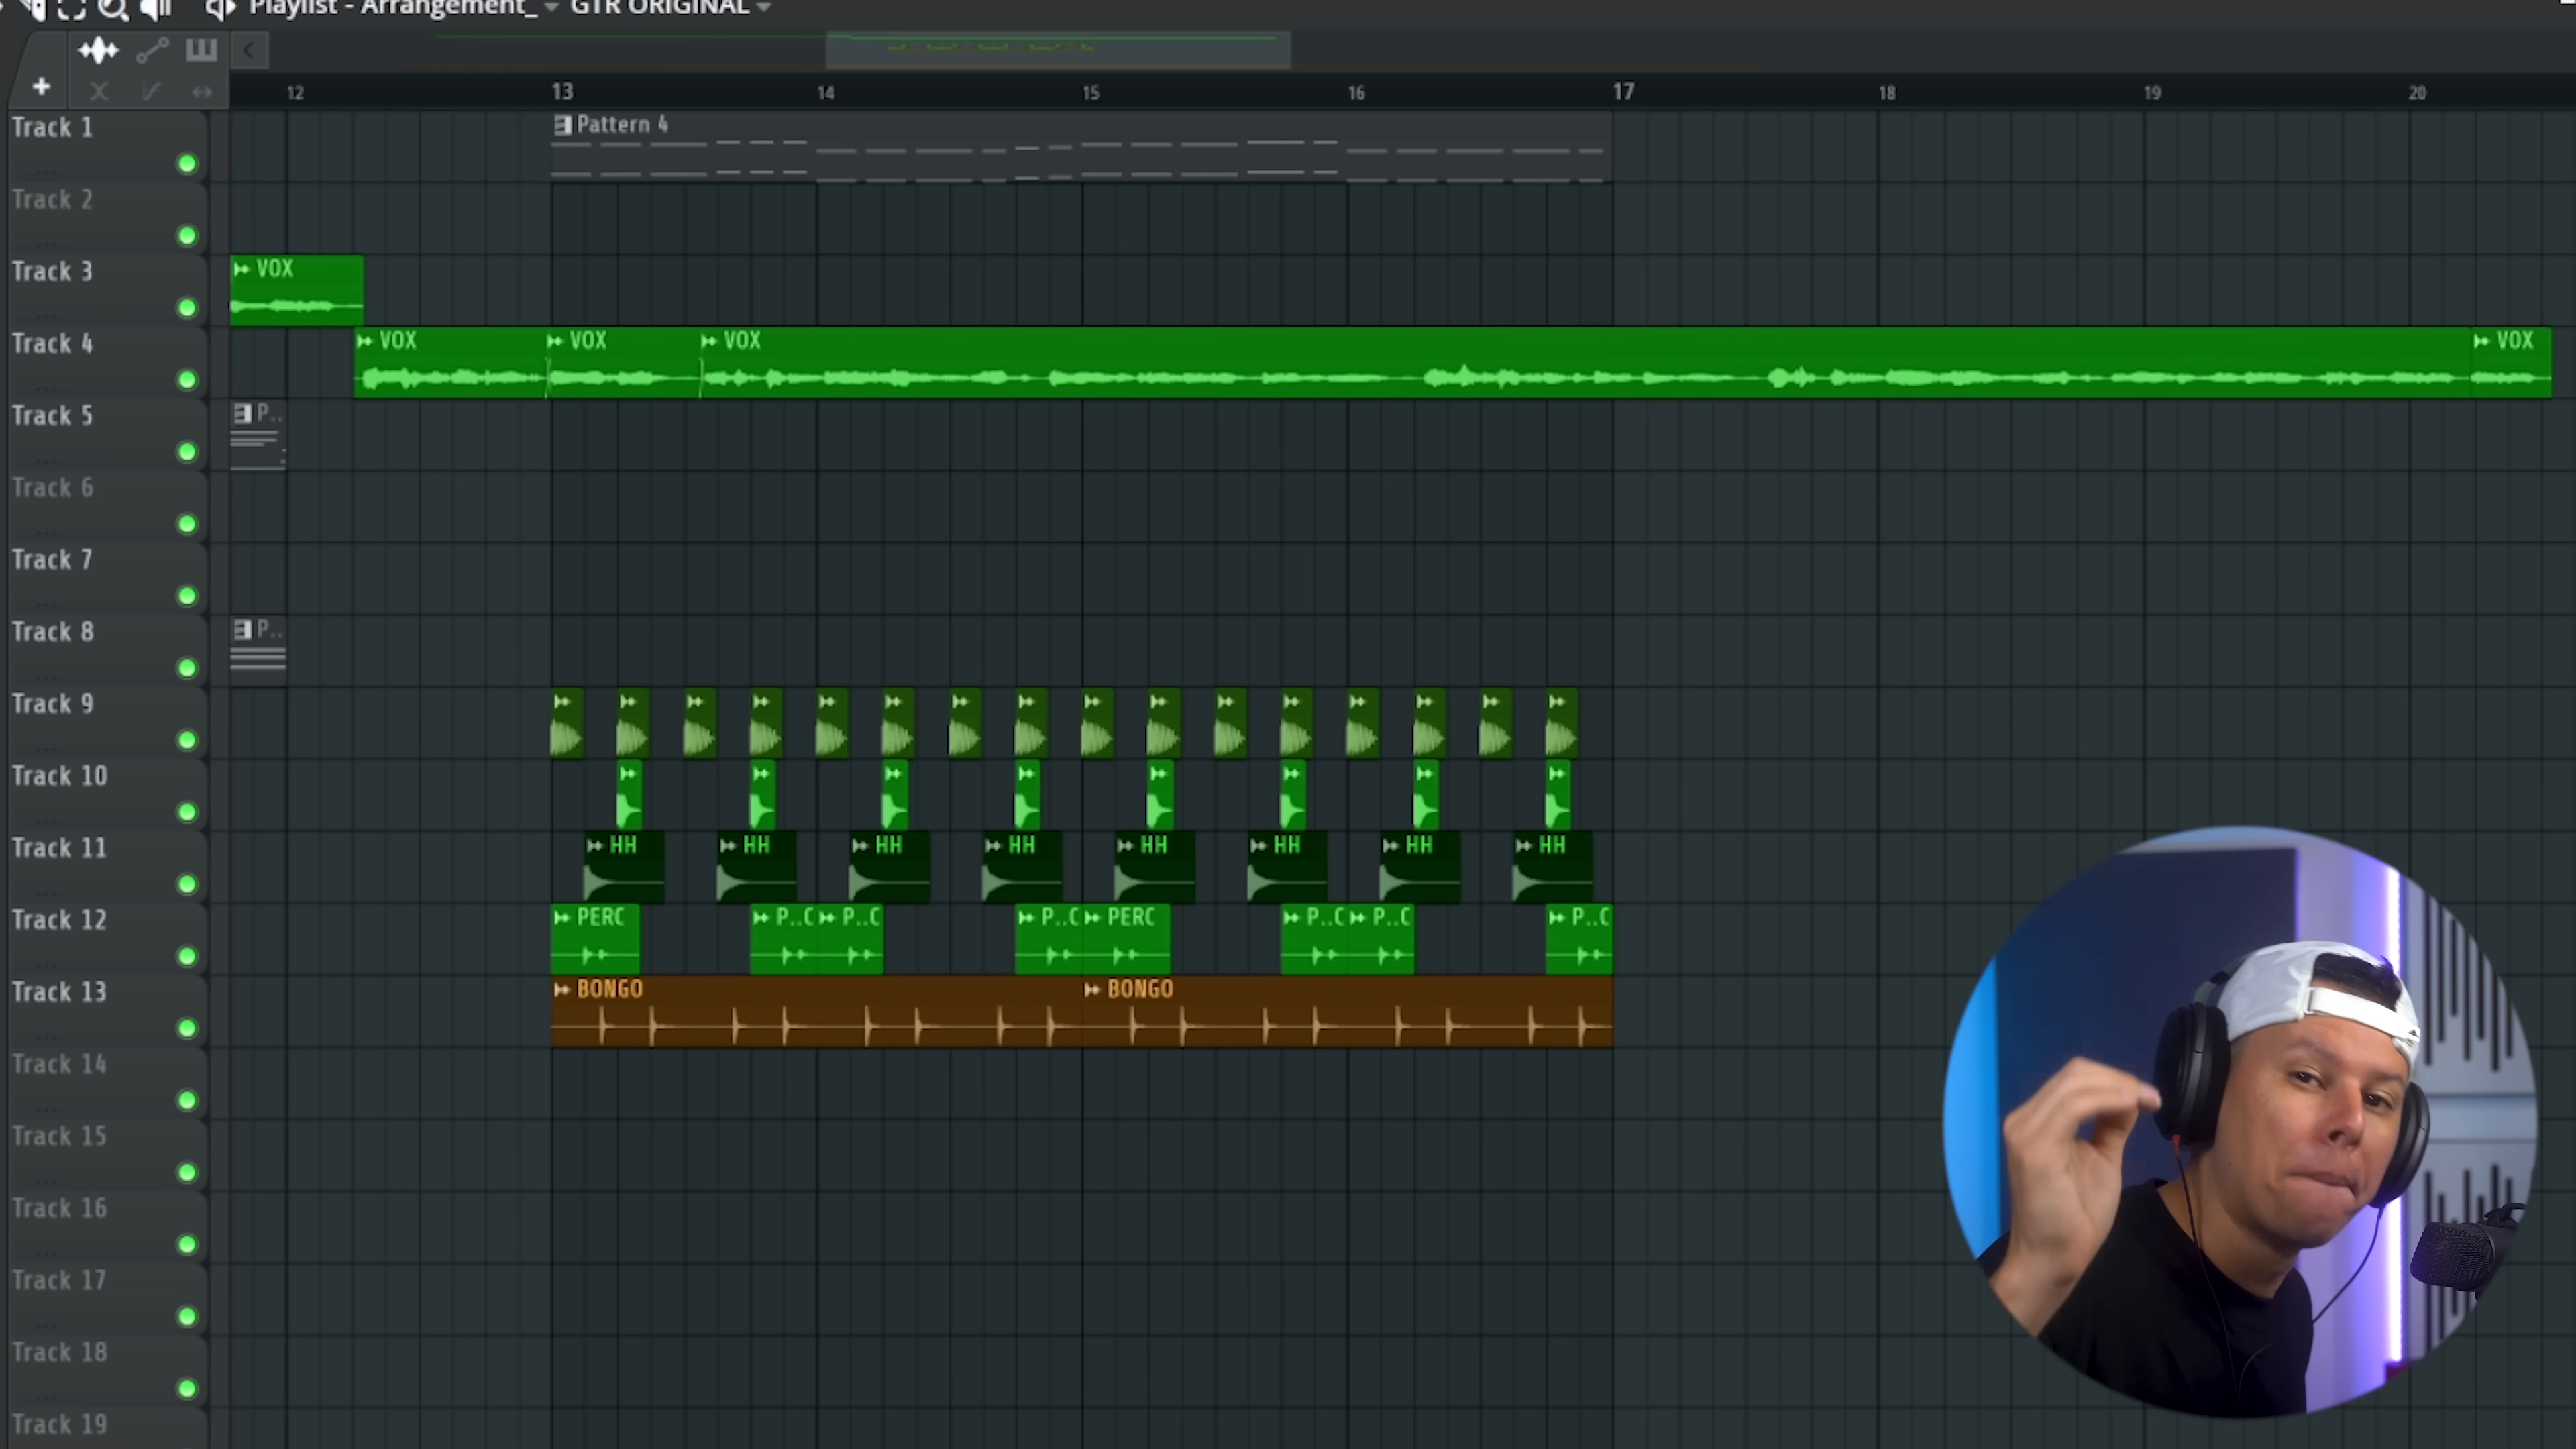 Playlist - Arrangement_ GTR ORIGINAL
12 13 14 15 16 17 18 19 20
Track 1
Pattern 4
Track 2
Track 3
VOX
Track 4
VOX VOX VOX VOX
Track 5
P..
Track 6
Track 7
Track 8
P..
Track 9
Track 10
Track 11
HH HH HH HH HH HH HH HH
Track 12
PERC P..C P..C P..C PERC P..C P..C P..C
Track 13
BONGO BONGO
Track 14
Track 15
Track 16
Track 17
Track 18
Track 19